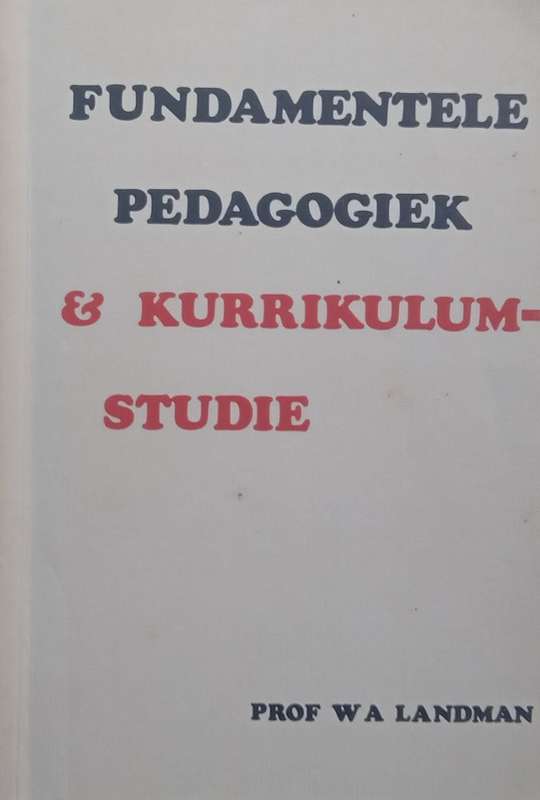 FUNDAMENTELE
PEDAGOGIEK
& KURRIKULUM-
STUDIE
PROF W A LANDMAN